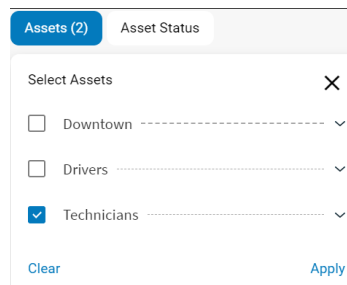 Assets (2) Asset Status
Select Assets
Downtown
Drivers
Technicians
Clear Apply